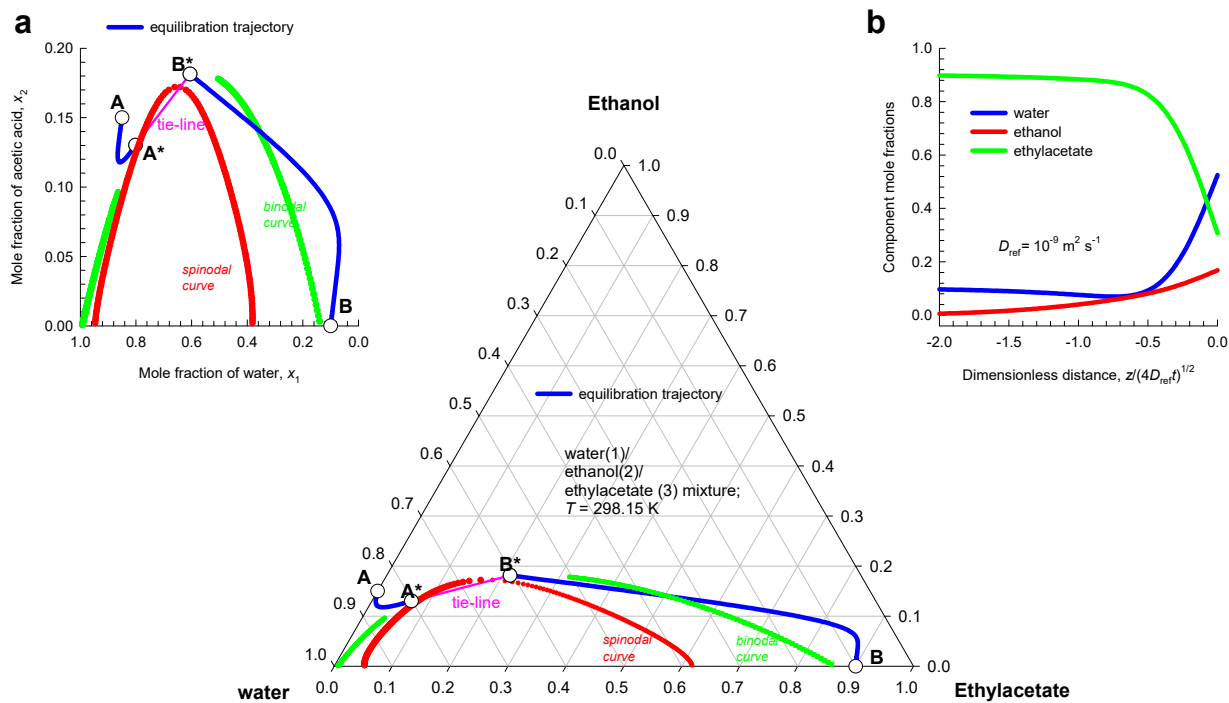 a
equilibration trajectory
Mole fraction of acetic acid, x2
0.20
0.15
0.10
0.05
0.00
1.0
0.8
0.6
0.4
0.2
0.0
Mole fraction of water, x1
A
B*
A*
B
tie-line
binodal
curve
spinodal
curve
b
Component mole fractions
1.0
0.8
0.6
0.4
0.2
0.0
-2.0
-1.5
-1.0
-0.5
0.0
water
ethanol
ethylacetate
Dref= 10-9 m2 s-1
Dimensionless distance, z/(4Dreft)1/2
Ethanol
0.0
0.1
0.2
0.3
0.4
0.5
0.6
0.7
0.8
0.9
1.0
1.0
0.9
0.8
0.7
0.6
0.5
0.4
0.3
0.2
0.1
0.0
equilibration trajectory
water(1)/
ethanol(2)/
ethylacetate (3) mixture;
T = 298.15 K
A
A*
B*
B
tie-line
spinodal
curve
binodal
curve
0.0
0.1
0.2
0.3
0.4
0.5
0.6
0.7
0.8
0.9
1.0
water
Ethylacetate